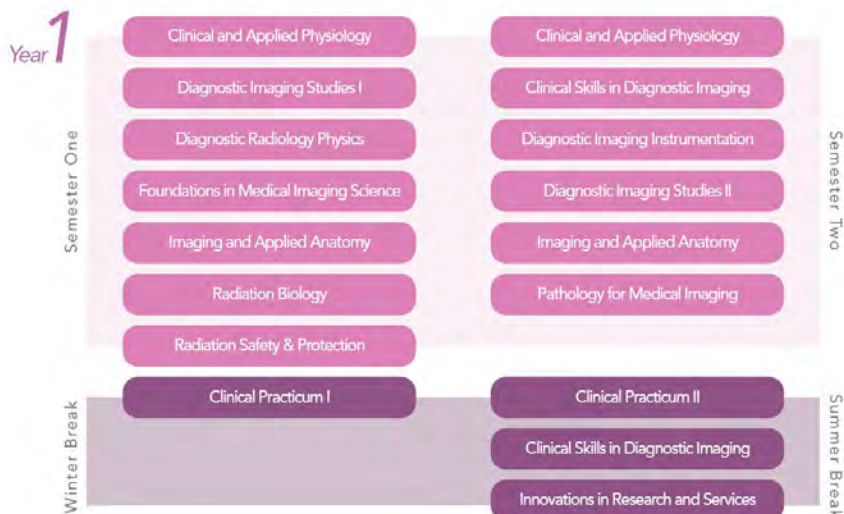 Year 1
Semester One
Clinical and Applied Physiology
Diagnostic Imaging Studies I
Diagnostic Radiology Physics
Foundations in Medical Imaging Science
Imaging and Applied Anatomy
Radiation Biology
Radiation Safety & Protection
Semester Two
Clinical and Applied Physiology
Clinical Skills in Diagnostic Imaging
Diagnostic Imaging Instrumentation
Diagnostic Imaging Studies II
Imaging and Applied Anatomy
Pathology for Medical Imaging
Winter Break
Clinical Practicum I
Summer Break
Clinical Practicum II
Clinical Skills in Diagnostic Imaging
Innovations in Research and Services